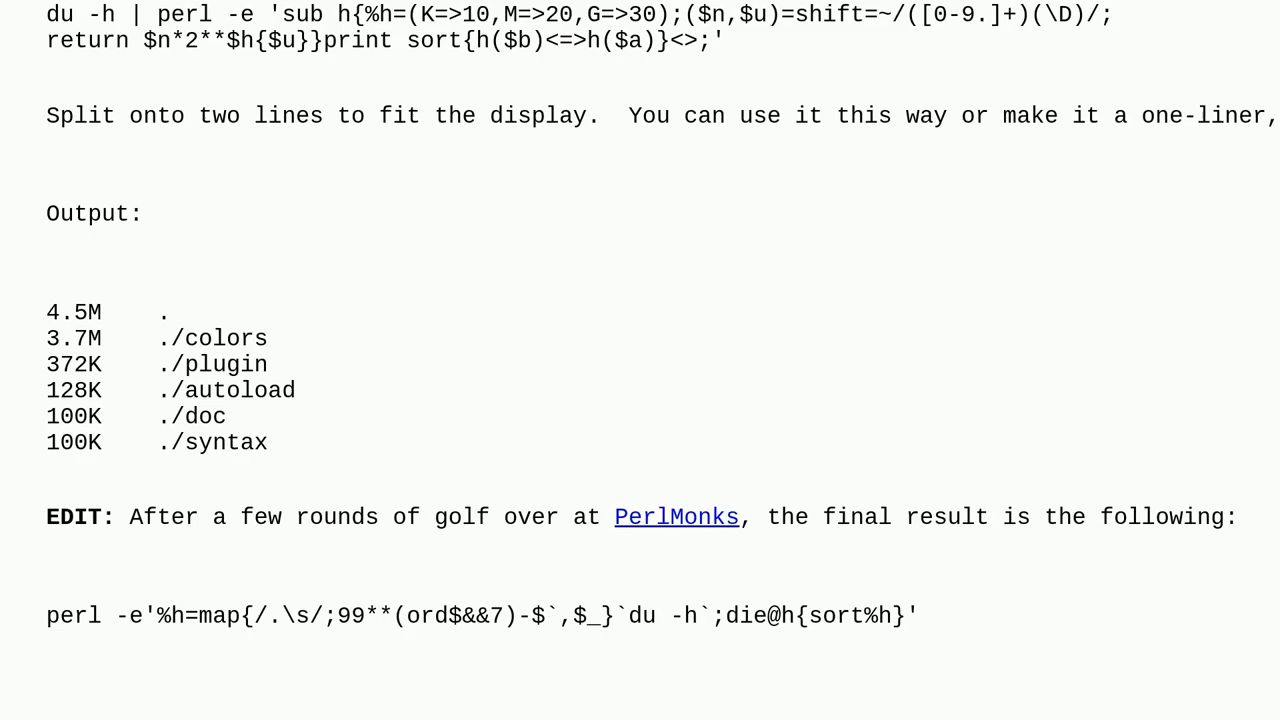 du -h | perl -e 'sub h{%h=(K=>10,M=>20,G=>30);($n,$u)=shift=~/([0-9.]+)(\D)/;
return $n*2**$h{$u}}print sort{h($b)<=>h($a)}<>;'
Split onto two lines to fit the display.  You can use it this way or make it a one-liner,
Output:
4.5M    .
3.7M    ./colors
372K    ./plugin
128K    ./autoload
100K    ./doc
100K    ./syntax
EDIT: After a few rounds of golf over at PerlMonks, the final result is the following:
perl -e'%h=map{/.\s/;99**(ord$&&7)-$`,$_}`du -h`;die@h{sort%h}'